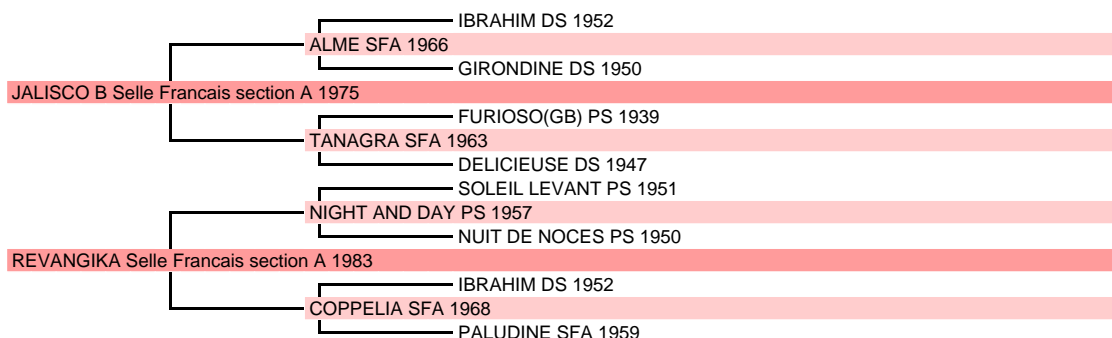 IBRAHIM DS 1952
ALME SFA 1966
GIRONDINE DS 1950
JALISCO B Selle Francais section A 1975
FURIOSO(GB) PS 1939
TANAGRA SFA 1963
DELICIEUSE DS 1947
SOLEIL LEVANT PS 1951
NIGHT AND DAY PS 1957
NUIT DE NOCES PS 1950
REVANGIKA Selle Francais section A 1983
IBRAHIM DS 1952
COPPELIA SFA 1968
PALUDINE SFA 1959